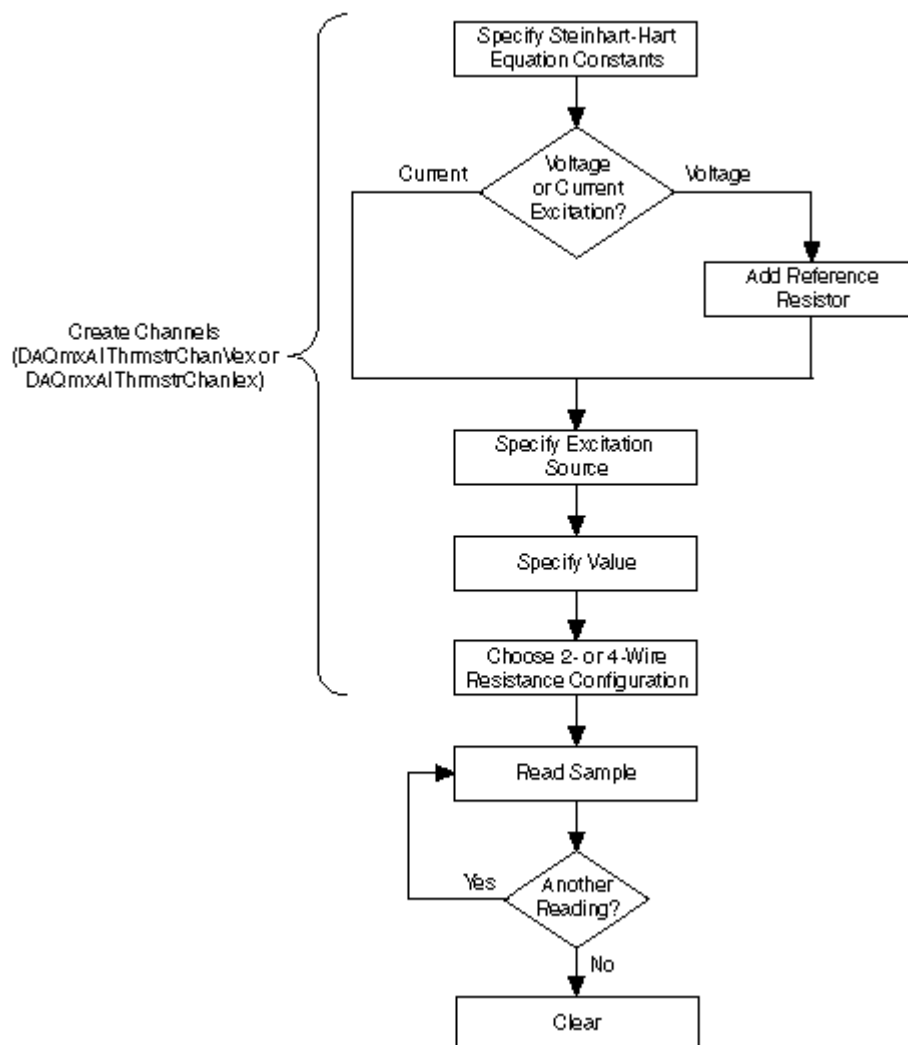 Specify Steinhart-Hart
Equation Constants
Current
Voltage
or Current
Excitation?
Voltage
Add Reference
Resistor
Create Channels
(DAQmxAIThrmstrChanVex or
DAQmxAIThrmstrChanIex)
Specify Excitation
Source
Specify Value
Choose 2- or 4-Wire
Resistance Configuration
Read Sample
Yes
Another
Reading?
No
Clear